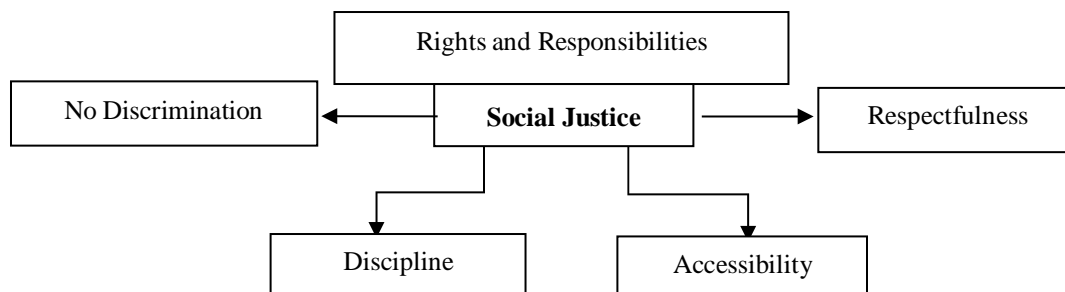 Rights and Responsibilities
No Discrimination
Social Justice
Respectfulness
Discipline
Accessibility